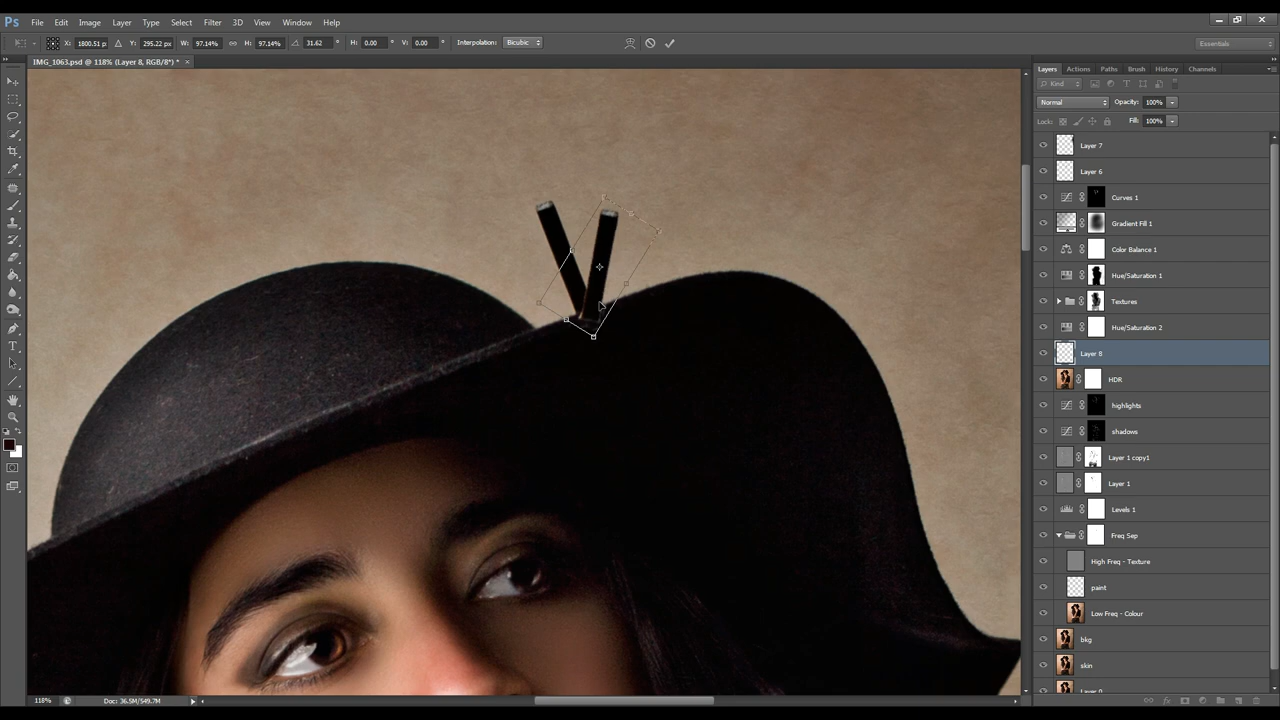 Ps File Edit Image Layer Type Select Filter 3D View Window Help
X: 1800.51 p: Y: 295.22 px W: 97.14% H: 97.14% 31.62 ° H: 0.00 ° V: 0.00 ° Interpolation: Bicubic Essentials
IMG_1063.psd @ 118% (Layer 8, RGB/8*) * ×
Layers Actions Paths Brush History Channels
Kind
Normal Opacity: 100%
Lock: Fill: 100%
Layer 7
Layer 6
Curves 1
Gradient Fill 1
Color Balance 1
Hue/Saturation 1
Textures
Hue/Saturation 2
Layer 8
HDR
highlights
shadows
Layer 1 copy1
Layer 1
Levels 1
Freq Sep
High Freq - Texture
paint
Low Freq - Colour
bkg
skin
Layer 0
118% Doc: 36.5M/549.7M